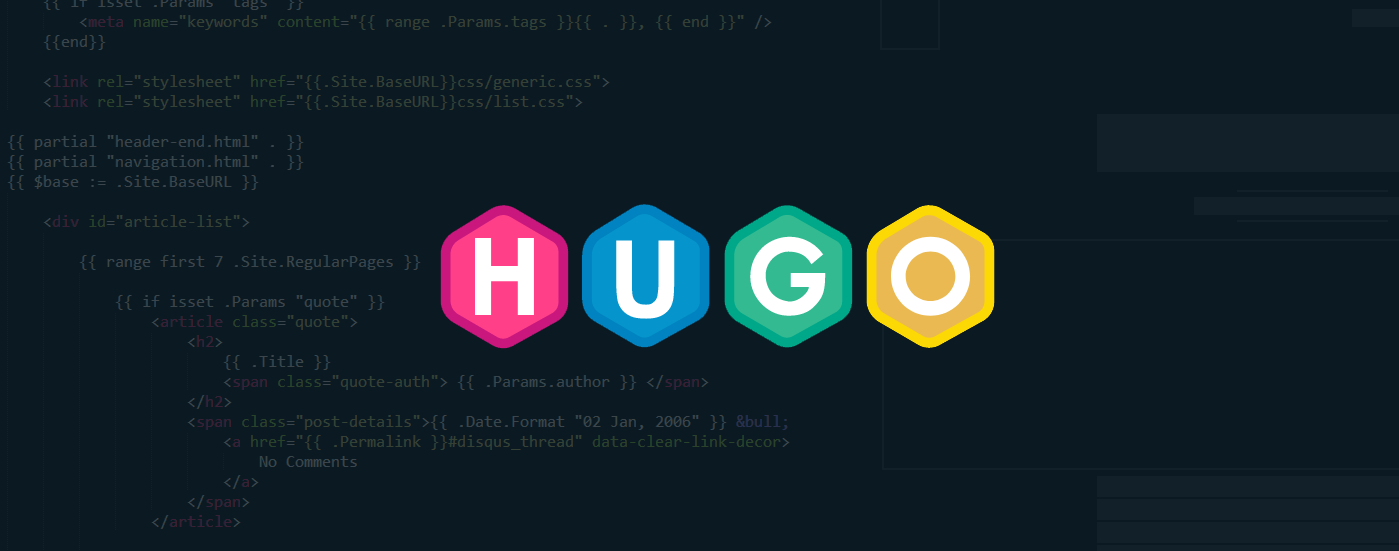 {{ if isset .Params "tags" }}
<meta name="keywords" content="{{ range .Params.tags }}{{ . }}, {{ end }}" />
{{end}}
<link rel="stylesheet" href="{{.Site.BaseURL}}css/generic.css">
<link rel="stylesheet" href="{{.Site.BaseURL}}css/list.css">
{{ partial "header-end.html" . }}
{{ partial "navigation.html" . }}
{{ $base := .Site.BaseURL }}
<div id="article-list">
{{ range first 7 .Site.RegularPages }}
{{ if isset .Params "quote" }}
<article class="quote">
<h2>
{{ .Title }}
<span class="quote-auth"> {{ .Params.author }} </span>
</h2>
<span class="post-details">{{ .Date.Format "02 Jan, 2006" }} &bull;
<a href="{{ .Permalink }}#disqus_thread" data-clear-link-decor>
No Comments
</a>
</span>
</article>
HUGO